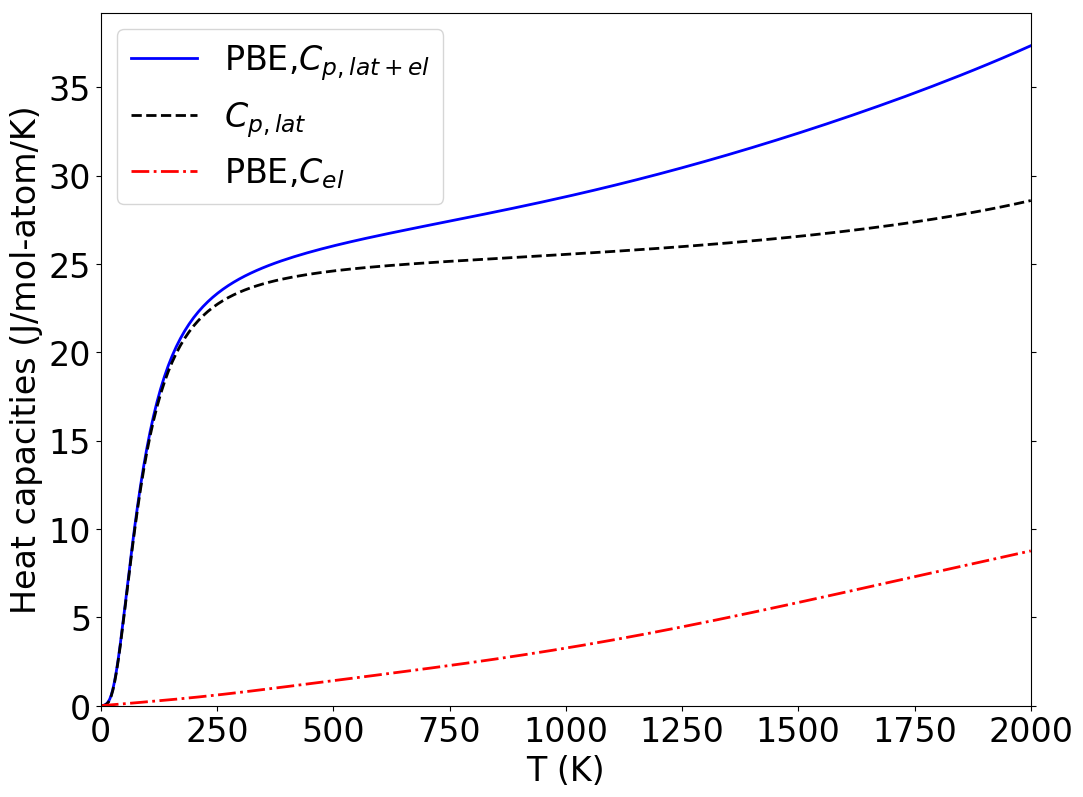 PBE,C_{p,lat+el}
C_{p,lat}
PBE,C_{el}
Heat capacities (J/mol-atom/K)
35
30
25
20
15
10
5
0
0 250 500 750 1000 1250 1500 1750 2000
T (K)